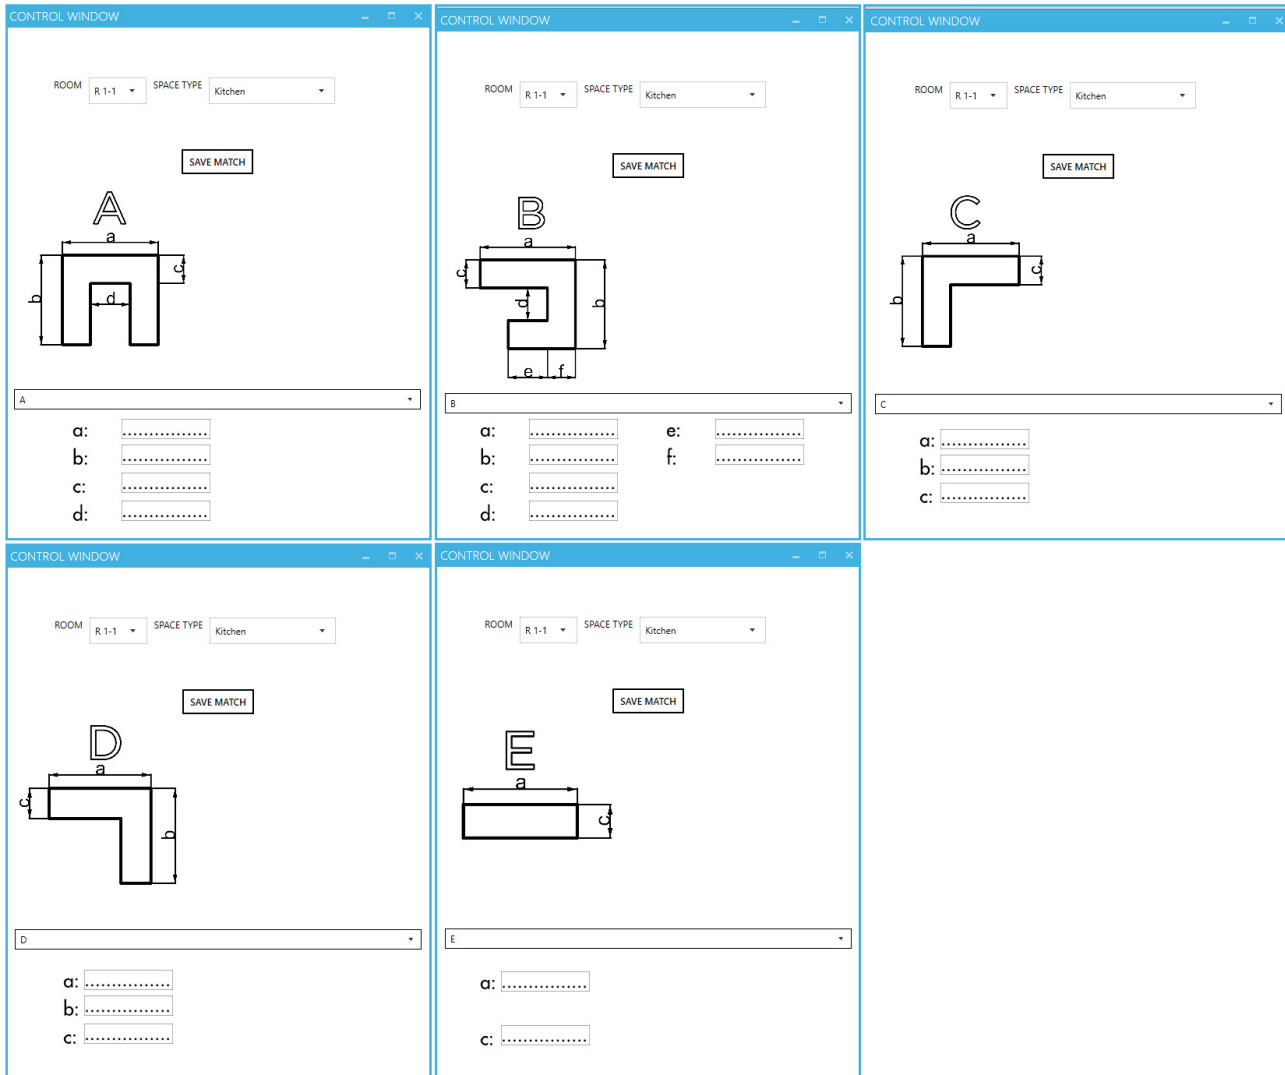 CONTROL WINDOW
ROOM R 1-1 SPACE TYPE Kitchen
SAVE MATCH
A
a
b
c
d
A
a: ................
b: ................
c: ................
d: ................
CONTROL WINDOW
ROOM R 1-1 SPACE TYPE Kitchen
SAVE MATCH
B
a
c
d
b
e f
B
a: ................ e: ................
b: ................ f: ................
c: ................
d: ................
CONTROL WINDOW
ROOM R 1-1 SPACE TYPE Kitchen
SAVE MATCH
C
a
c
b
C
a: ................
b: ................
c: ................
CONTROL WINDOW
ROOM R 1-1 SPACE TYPE Kitchen
SAVE MATCH
D
a
c
b
D
a: ................
b: ................
c: ................
CONTROL WINDOW
ROOM R 1-1 SPACE TYPE Kitchen
SAVE MATCH
E
a
c
E
a: ................
c: ................